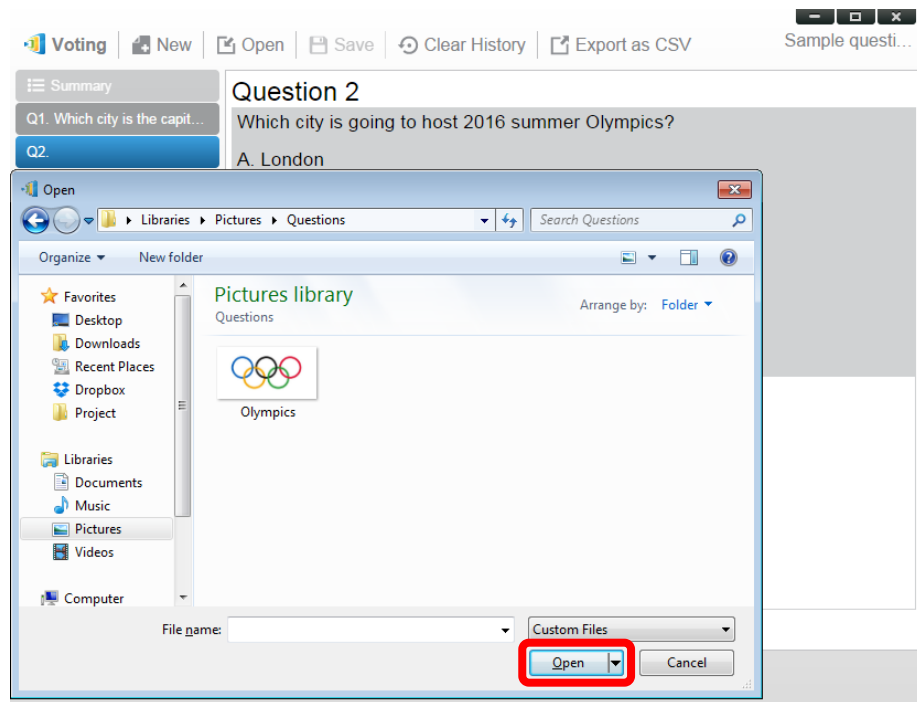 Voting New Open Save Clear History Export as CSV Sample questi...
Summary
Q1. Which city is the capit...
Q2.
Question 2
Which city is going to host 2016 summer Olympics?
A. London
Open
Libraries Pictures Questions Search Questions
Organize New folder
Favorites
Desktop
Downloads
Recent Places
Dropbox
Project
Libraries
Documents
Music
Pictures
Videos
Computer
Pictures library
Questions
Arrange by: Folder
Olympics
File name: Custom Files
Open Cancel